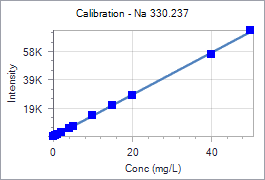 Calibration - Na 330.237
Intensity
58K
39K
19K
0
20
40
Conc (mg/L)